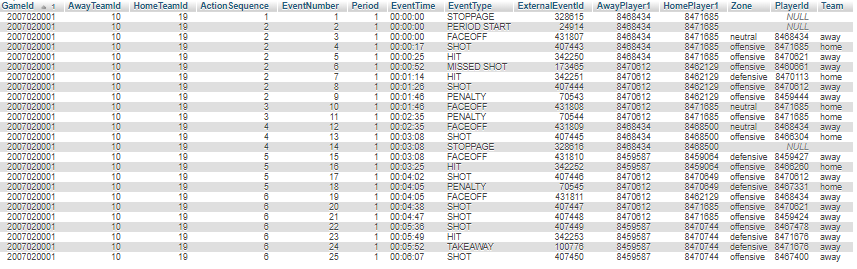 GameId 1 AwayTeamId HomeTeamId ActionSequence EventNumber Period EventTime EventType ExternalEventId AwayPlayer1 HomePlayer1 Zone PlayerId Team
2007020001 10 19 1 1 1 00:00:00 STOPPAGE 328615 8468434 8471685 NULL
2007020001 10 19 2 2 1 00:00:00 PERIOD START 24914 8468434 8471685 NULL
2007020001 10 19 2 3 1 00:00:00 FACEOFF 431807 8468434 8471685 neutral 8468434 away
2007020001 10 19 2 4 1 00:00:17 SHOT 407443 8468434 8471685 offensive 8471685 home
2007020001 10 19 2 5 1 00:00:25 HIT 342250 8468434 8471685 offensive 8470621 away
2007020001 10 19 2 6 1 00:00:52 MISSED SHOT 173465 8470612 8462129 offensive 8460661 away
2007020001 10 19 2 7 1 00:01:14 HIT 342251 8470612 8462129 defensive 8470113 home
2007020001 10 19 2 8 1 00:01:26 SHOT 407444 8470612 8462129 offensive 8470612 away
2007020001 10 19 2 9 1 00:01:46 PENALTY 70543 8470612 8462129 offensive 8459444 away
2007020001 10 19 3 10 1 00:01:46 FACEOFF 431808 8468434 8471685 neutral 8471685 home
2007020001 10 19 3 11 1 00:02:35 PENALTY 70544 8468434 8471685 offensive 8471685 home
2007020001 10 19 4 12 1 00:02:35 FACEOFF 431809 8468434 8468500 neutral 8468434 away
2007020001 10 19 4 13 1 00:03:08 SHOT 407445 8468434 8468500 offensive 8466304 home
2007020001 10 19 4 14 1 00:03:08 STOPPAGE 328616 8468434 8468500 NULL
2007020001 10 19 5 15 1 00:03:08 FACEOFF 431810 8459587 8459064 defensive 8459427 away
2007020001 10 19 5 16 1 00:03:25 HIT 342252 8459587 8459064 offensive 8466260 home
2007020001 10 19 5 17 1 00:04:02 SHOT 407446 8470612 8470649 offensive 8470612 away
2007020001 10 19 5 18 1 00:04:05 PENALTY 70545 8470612 8470649 defensive 8467331 home
2007020001 10 19 6 19 1 00:04:05 FACEOFF 431811 8468434 8462129 offensive 8468434 away
2007020001 10 19 6 20 1 00:04:38 SHOT 407447 8470612 8471685 offensive 8470621 away
2007020001 10 19 6 21 1 00:04:47 SHOT 407448 8470612 8471685 offensive 8459424 away
2007020001 10 19 6 22 1 00:05:36 SHOT 407449 8459587 8470744 offensive 8467478 away
2007020001 10 19 6 23 1 00:05:49 HIT 342253 8459587 8470744 defensive 8471676 away
2007020001 10 19 6 24 1 00:05:52 TAKEAWAY 100776 8459587 8470744 defensive 8471676 away
2007020001 10 19 6 25 1 00:06:07 SHOT 407450 8459587 8470744 offensive 8467400 away